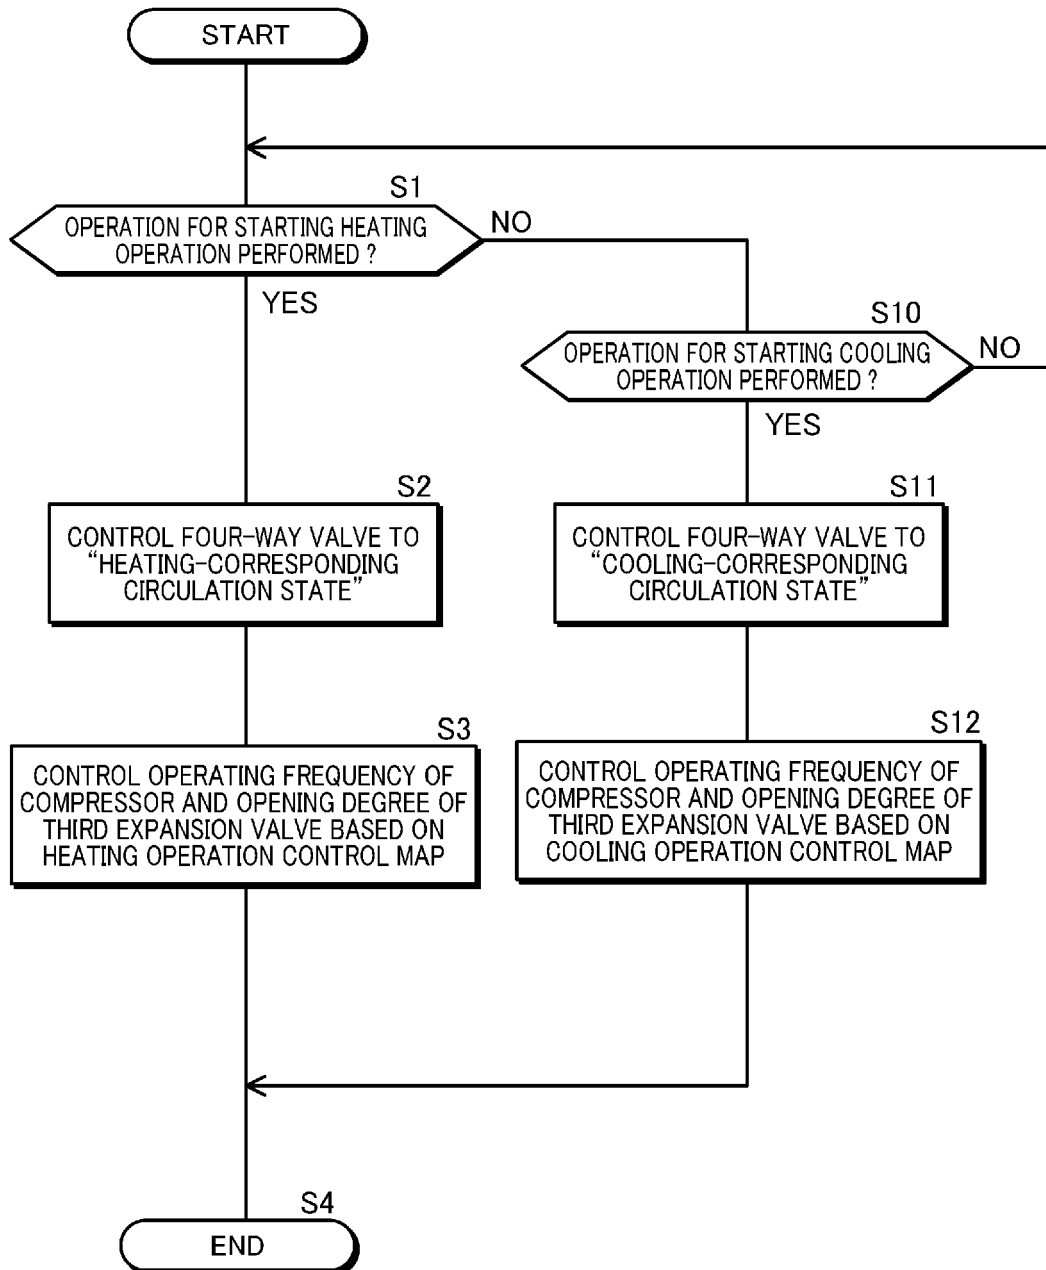 START
S1
OPERATION FOR STARTING HEATING
OPERATION PERFORMED ?
NO
YES
S10
OPERATION FOR STARTING COOLING
OPERATION PERFORMED ?
NO
YES
S2
CONTROL FOUR-WAY VALVE TO
“HEATING-CORRESPONDING
CIRCULATION STATE”
S11
CONTROL FOUR-WAY VALVE TO
“COOLING-CORRESPONDING
CIRCULATION STATE”
S3
CONTROL OPERATING FREQUENCY OF
COMPRESSOR AND OPENING DEGREE OF
THIRD EXPANSION VALVE BASED ON
HEATING OPERATION CONTROL MAP
S12
CONTROL OPERATING FREQUENCY OF
COMPRESSOR AND OPENING DEGREE OF
THIRD EXPANSION VALVE BASED ON
COOLING OPERATION CONTROL MAP
S4
END